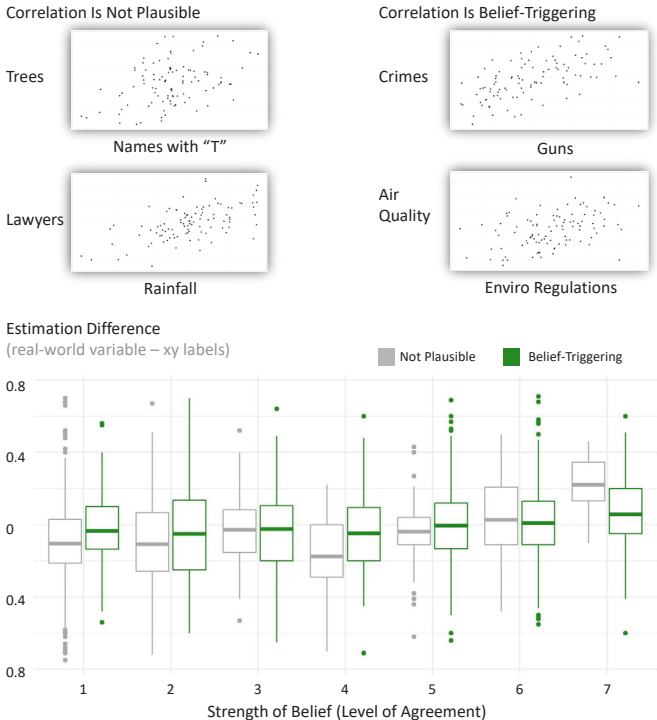 Correlation Is Not Plausible
Correlation Is Belief-Triggering
Trees
Names with “T”
Crimes
Guns
Lawyers
Rainfall
Air
Quality
Enviro Regulations
Estimation Difference
(real-world variable – xy labels)
Not Plausible
Belief-Triggering
0.8
0.4
0
0.4
0.8
1 2 3 4 5 6 7
Strength of Belief (Level of Agreement)